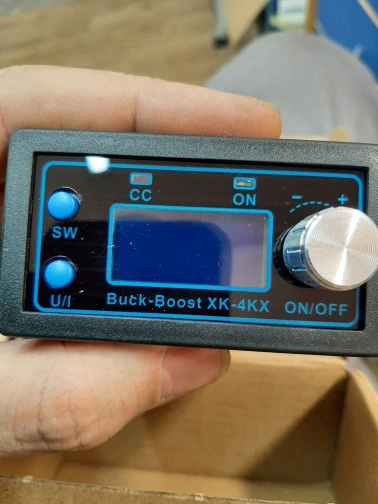 CC
ON
- +
SW
U/I
Buck-Boost XK-4KX
ON/OFF